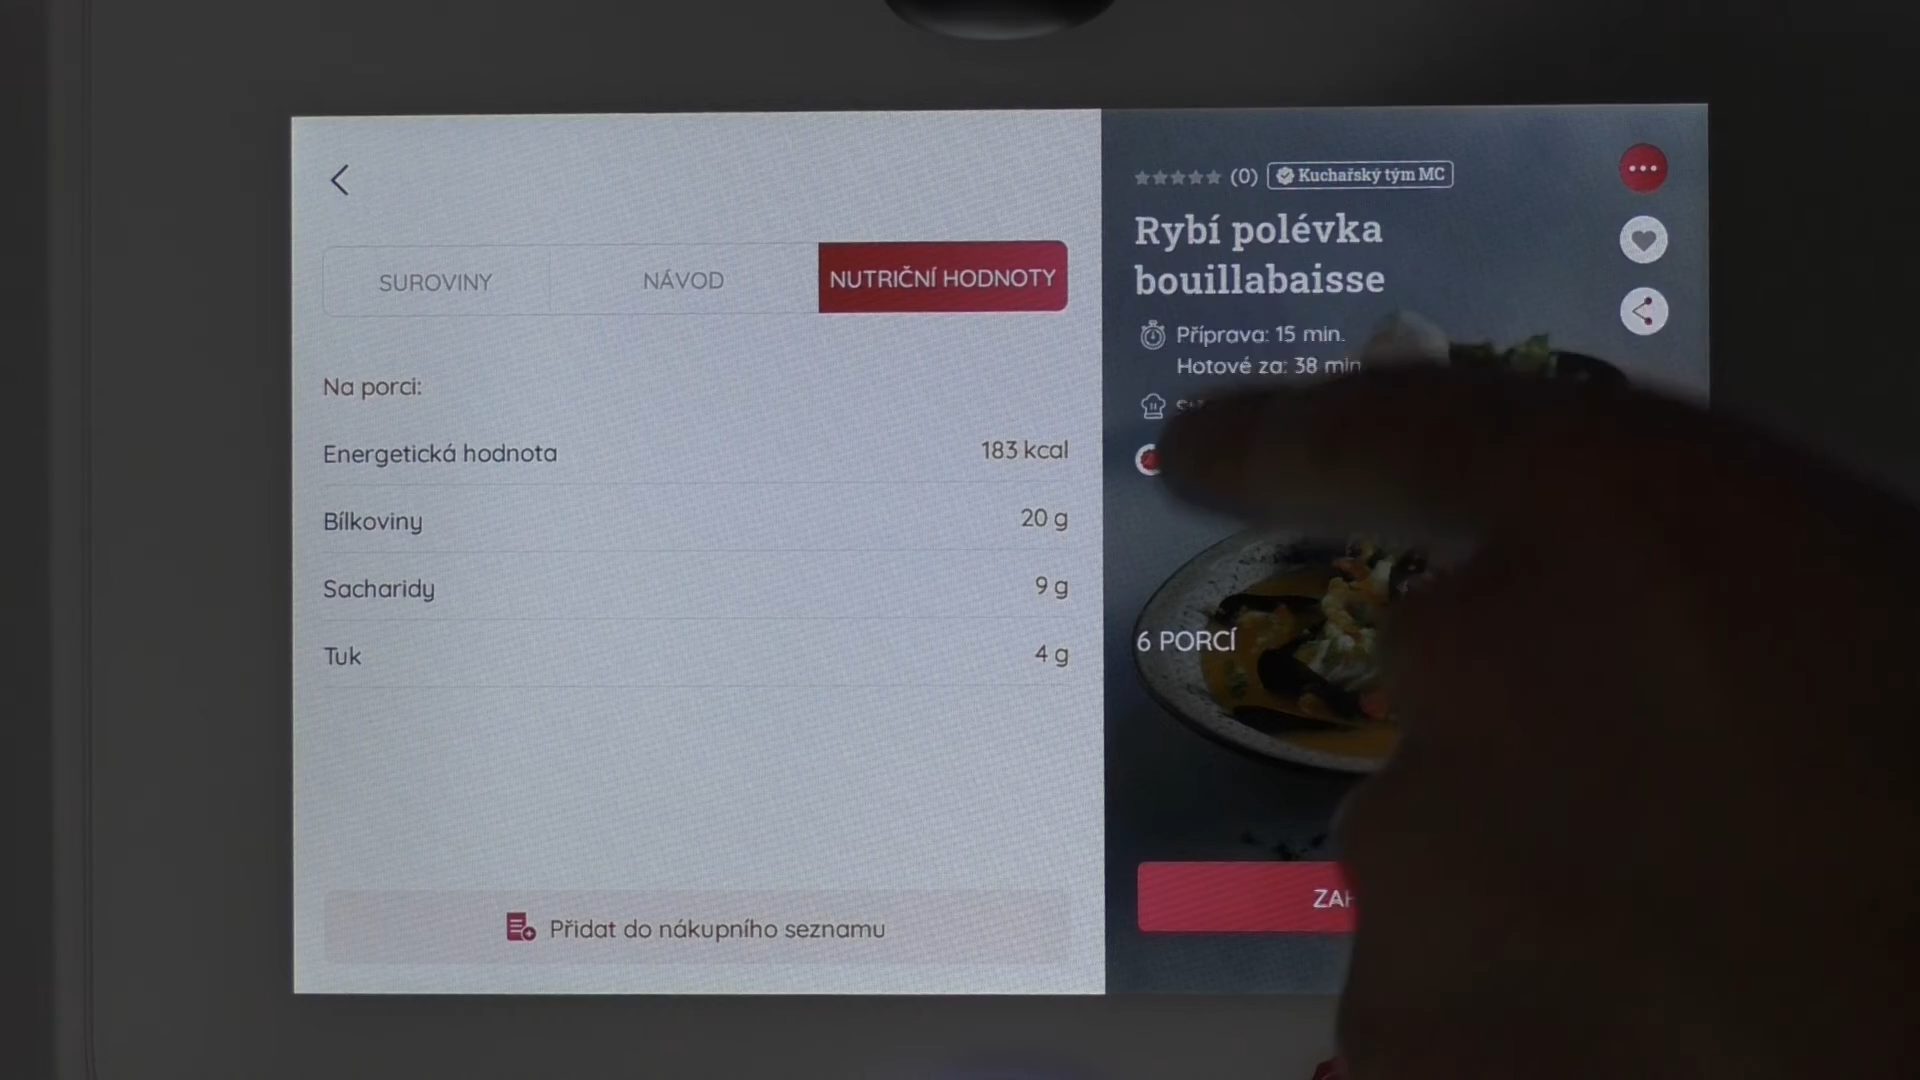 SUROVINY
NÁVOD
NUTRIČNÍ HODNOTY
Na porci:
Energetická hodnota
183 kcal
Bílkoviny
20 g
Sacharidy
9 g
Tuk
4 g
Přidat do nákupního seznamu
(0)
Kuchařský tým MC
Rybí polévka
bouillabaisse
Příprava: 15 min.
Hotové za: 38 min
6 PORCÍ